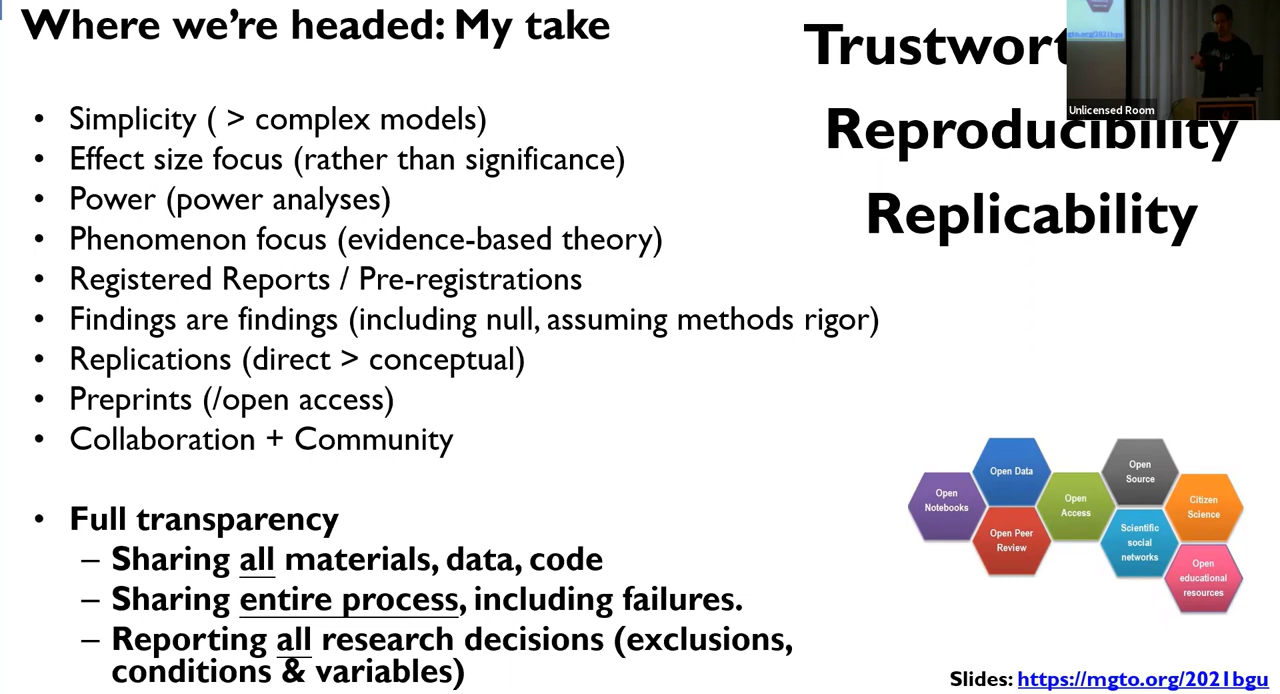 Where we're headed: My take
• Simplicity ( > complex models)
• Effect size focus (rather than significance)
• Power (power analyses)
• Phenomenon focus (evidence-based theory)
• Registered Reports / Pre-registrations
• Findings are findings (including null, assuming methods rigor)
• Replications (direct > conceptual)
• Preprints (/open access)
• Collaboration + Community
• Full transparency
– Sharing all materials, data, code
– Sharing entire process, including failures.
– Reporting all research decisions (exclusions,
conditions & variables)
Trustwort
Reproducibility
Replicability
mgto.org/2021bgu
Unlicensed Room
Open
Notebooks
Open Data
Open Peer
Review
Open
Access
Open
Source
Scientific
social
networks
Citizen
Science
Open
educational
resources
Slides: https://mgto.org/2021bgu